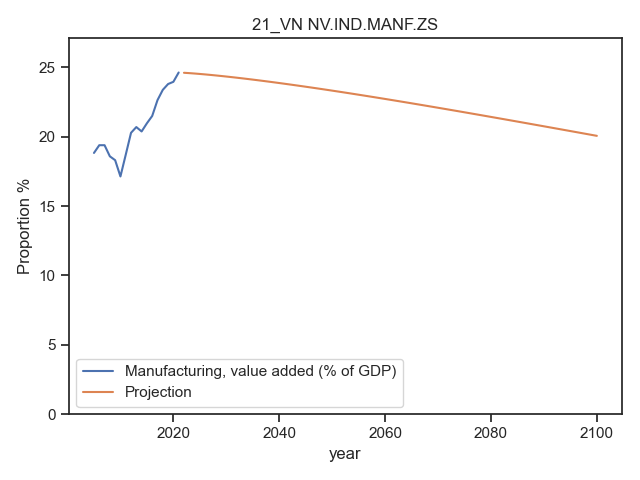 21_VN NV.IND.MANF.ZS
Proportion %
25
20
15
10
5
0
Manufacturing, value added (% of GDP)
Projection
2020 2040 2060 2080 2100
year